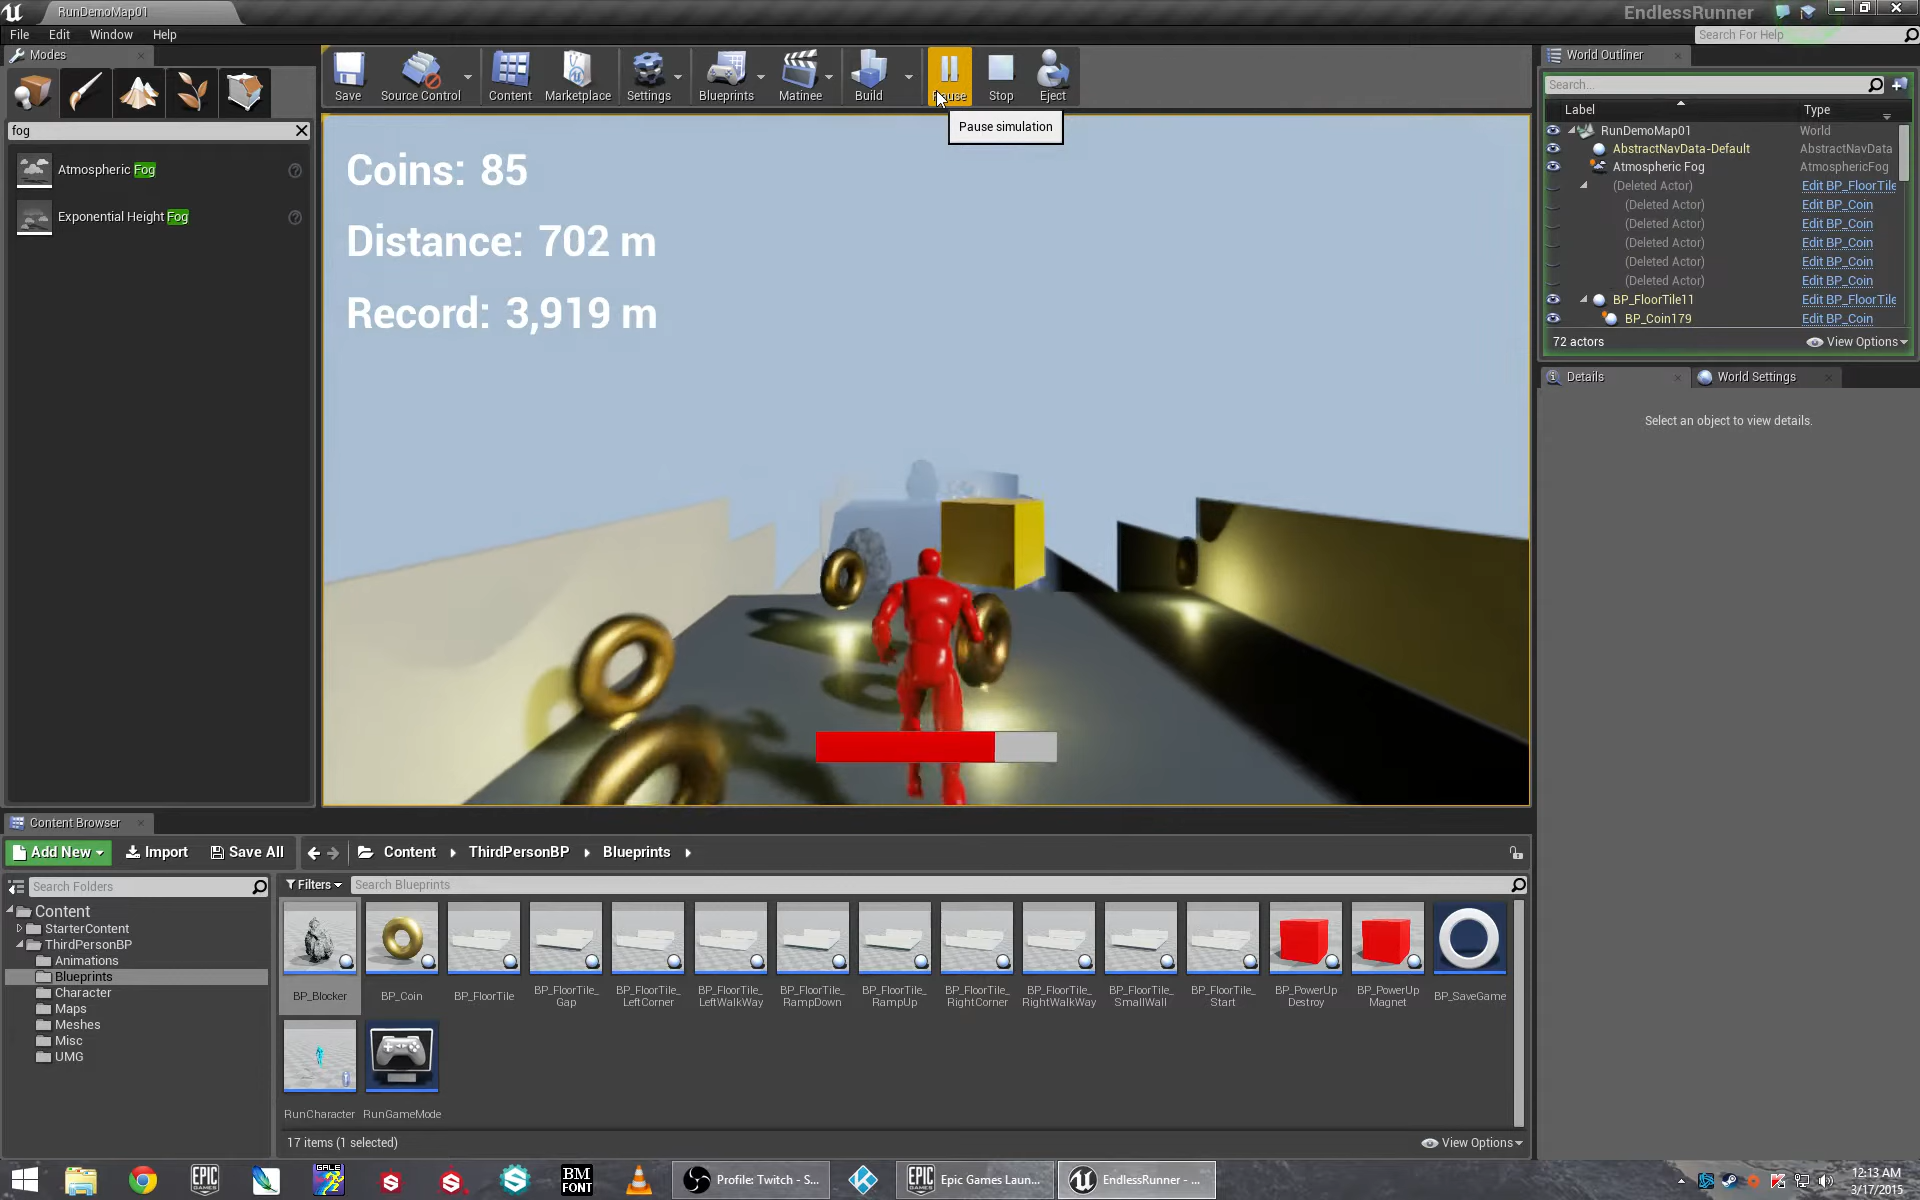 RunDemoMap01
EndlessRunner
File Edit Window Help
Search For Help
Modes
Save Source Control Content Marketplace Settings Blueprints Matinee Build Pause Stop Eject
Pause simulation
fog
Atmospheric Fog
Exponential Height Fog
Coins: 85
Distance: 702 m
Record: 3,919 m
World Outliner
Search...
Label Type
RunDemoMap01 World
AbstractNavData-Default AbstractNavData
Atmospheric Fog AtmosphericFog
(Deleted Actor) Edit BP_FloorTile
(Deleted Actor) Edit BP_Coin
(Deleted Actor) Edit BP_Coin
(Deleted Actor) Edit BP_Coin
(Deleted Actor) Edit BP_Coin
(Deleted Actor) Edit BP_Coin
BP_FloorTile11 Edit BP_FloorTile
BP_Coin179 Edit BP_Coin
72 actors View Options
Details World Settings
Select an object to view details.
Content Browser
Add New Import Save All Content ThirdPersonBP Blueprints
Search Folders
Filters Search Blueprints
Content
StarterContent
ThirdPersonBP
Animations
Blueprints
Character
Maps
Meshes
Misc
UMG
BP_Blocker
BP_Coin
BP_FloorTile
BP_FloorTile_
Gap
BP_FloorTile_
LeftCorner
BP_FloorTile_
LeftWalkWay
BP_FloorTile_
RampDown
BP_FloorTile_
RampUp
BP_FloorTile_
RightCorner
BP_FloorTile_
RightWalkWay
BP_FloorTile_
SmallWall
BP_FloorTile_
Start
BP_PowerUp
Destroy
BP_PowerUp
Magnet
BP_SaveGame
RunCharacter
RunGameMode
17 items (1 selected) View Options
EPIC
GAMES
GALE
BM
FONT
Profile: Twitch - S...
EPIC
Epic Games Laun...
EndlessRunner - ...
12:13 AM
3/17/2015